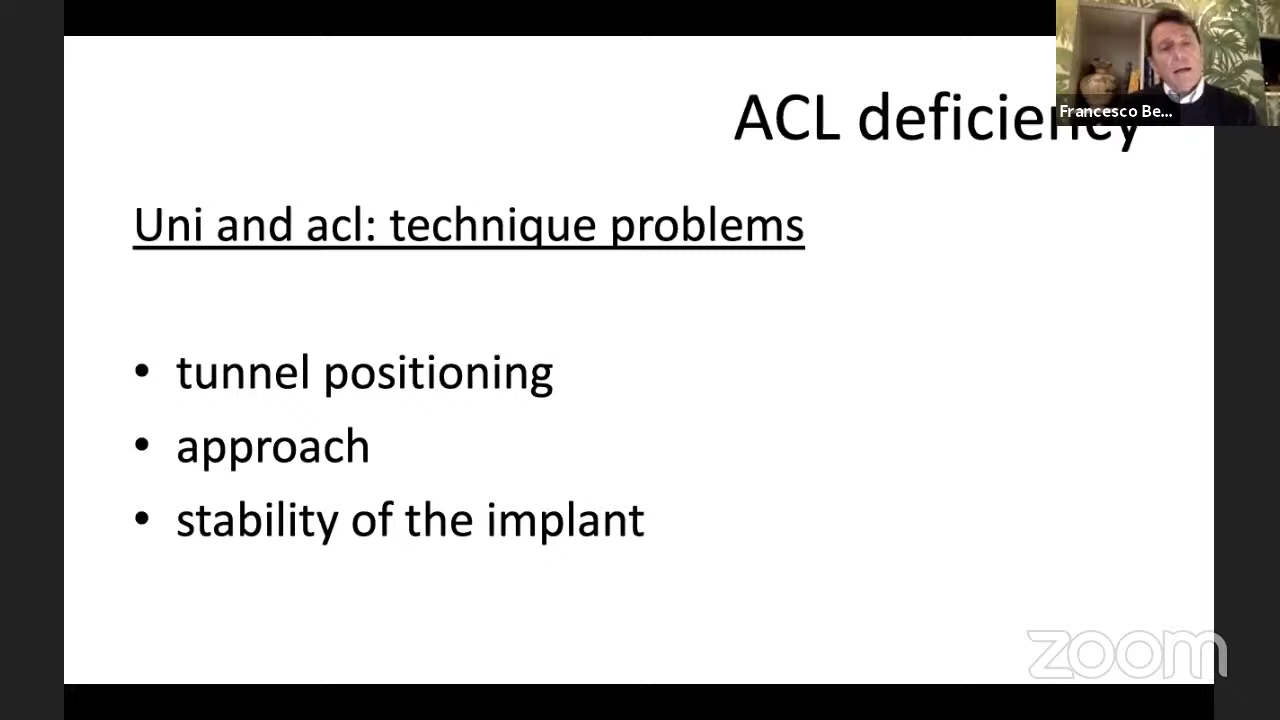 ACL deficiency
Francesco Be...
Uni and acl: technique problems
• tunnel positioning
• approach
• stability of the implant
zoom